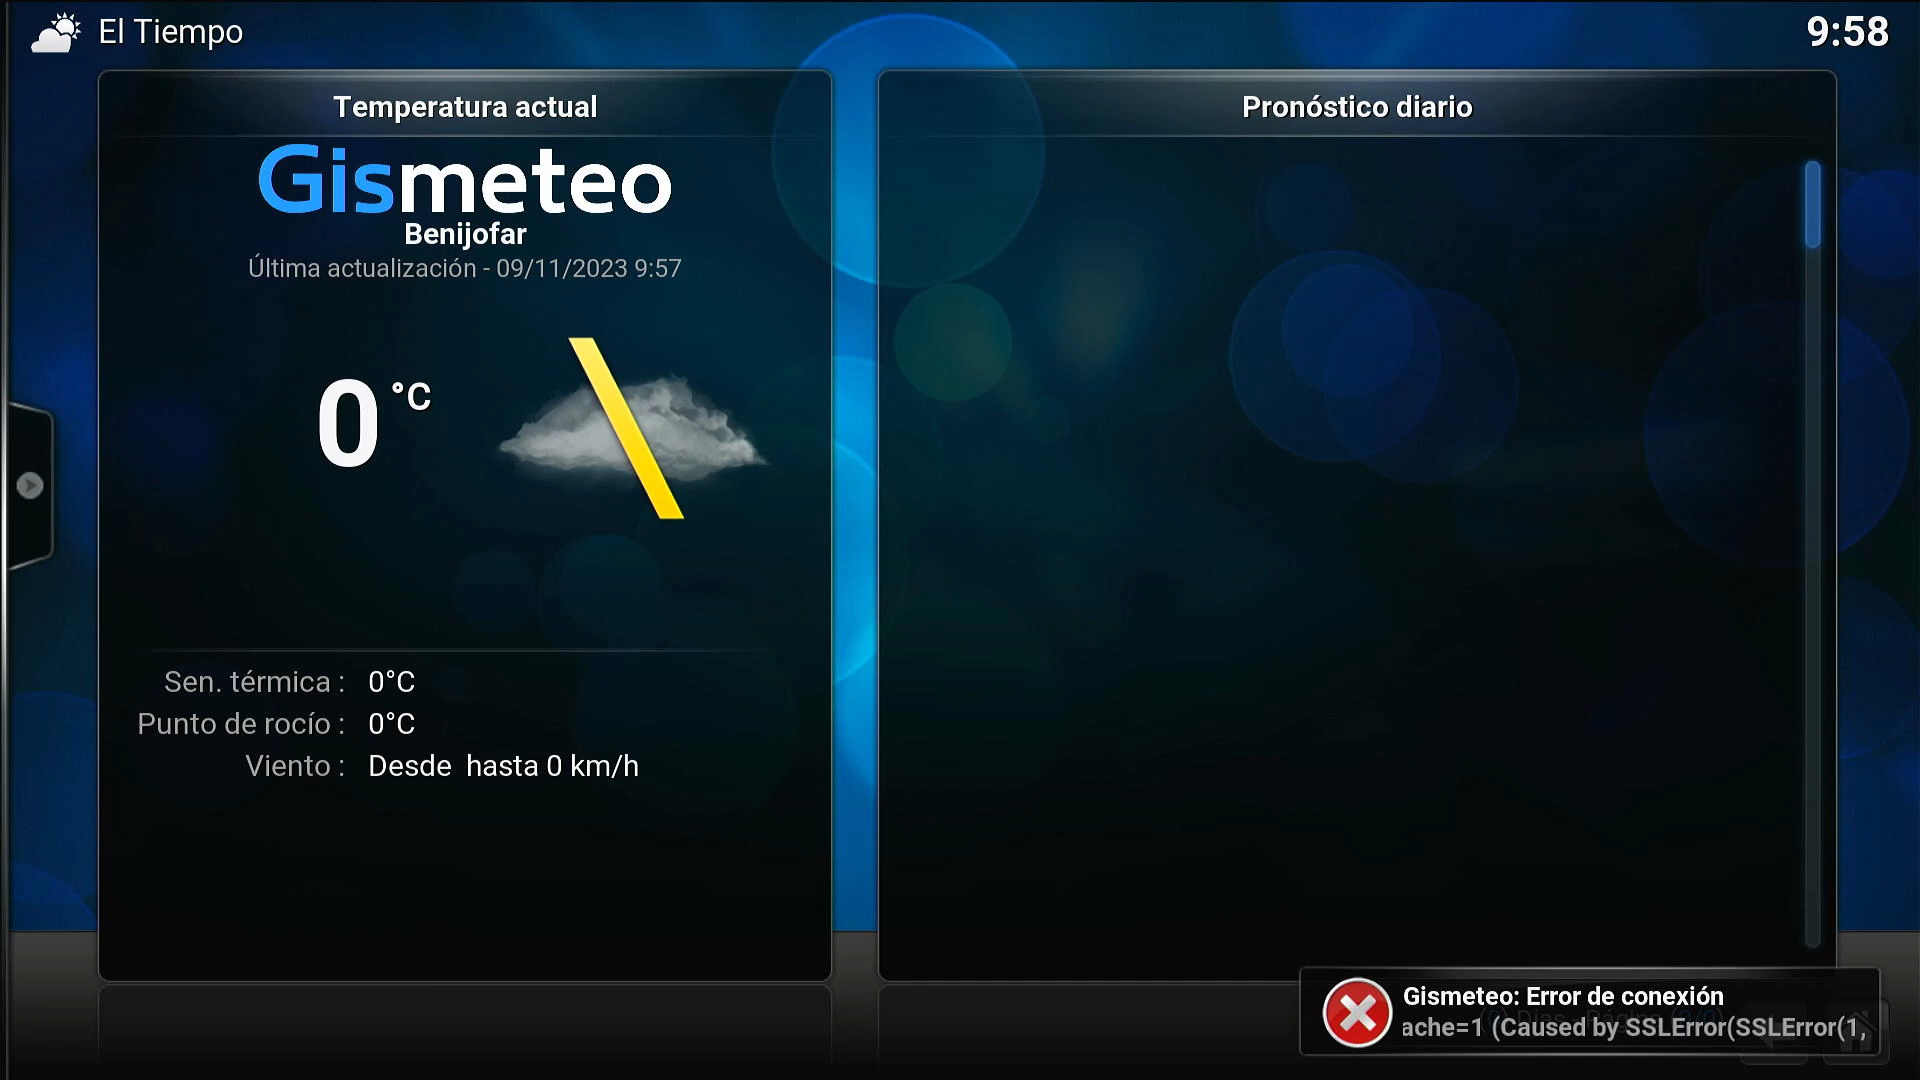 El Tiempo
9:58
Temperatura actual
Gismeteo
Benijofar
Última actualización - 09/11/2023 9:57
0 °C
Sen. térmica : 0°C
Punto de rocío : 0°C
Viento : Desde hasta 0 km/h
Pronóstico diario
Gismeteo: Error de conexión
ache=1 (Caused by SSLError(SSLError(1,